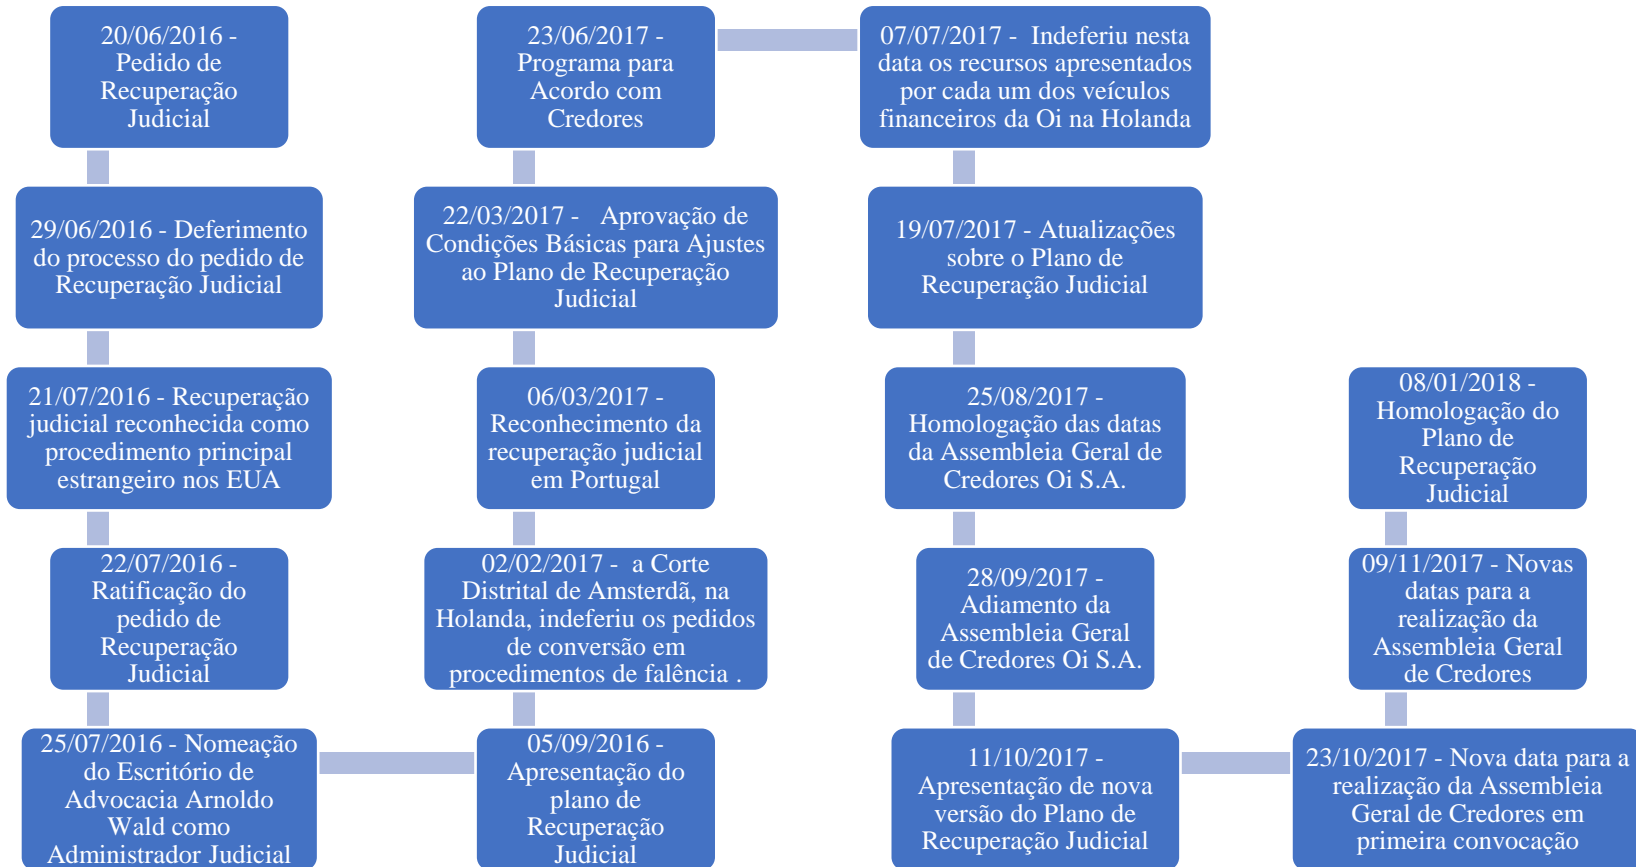 20/06/2016 -
Pedido de
Recuperação
Judicial
29/06/2016 - Deferimento
do processo do pedido de
Recuperação Judicial
21/07/2016 - Recuperação
judicial reconhecida como
procedimento principal
estrangeiro nos EUA
22/07/2016 -
Ratificação do
pedido de
Recuperação
Judicial
25/07/2016 - Nomeação
do Escritório de
Advocacia Arnoldo
Wald como
Administrador Judicial
05/09/2016 -
Apresentação do
plano de
Recuperação
Judicial
02/02/2017 - a Corte
Distrital de Amsterdã, na
Holanda, indeferiu os pedidos
de conversão em
procedimentos de falência .
06/03/2017 -
Reconhecimento da
recuperação judicial
em Portugal
22/03/2017 - Aprovação de
Condições Básicas para Ajustes
ao Plano de Recuperação
Judicial
23/06/2017 -
Programa para
Acordo com
Credores
07/07/2017 - Indeferiu nesta
data os recursos apresentados
por cada um dos veículos
financeiros da Oi na Holanda
19/07/2017 - Atualizações
sobre o Plano de
Recuperação Judicial
25/08/2017 -
Homologação das datas
da Assembleia Geral de
Credores Oi S.A.
28/09/2017 -
Adiamento da
Assembleia Geral
de Credores Oi S.A.
11/10/2017 -
Apresentação de nova
versão do Plano de
Recuperação Judicial
23/10/2017 - Nova data para a
realização da Assembleia
Geral de Credores em
primeira convocação
09/11/2017 - Novas
datas para a
realização da
Assembleia Geral
de Credores
08/01/2018 -
Homologação do
Plano de
Recuperação
Judicial